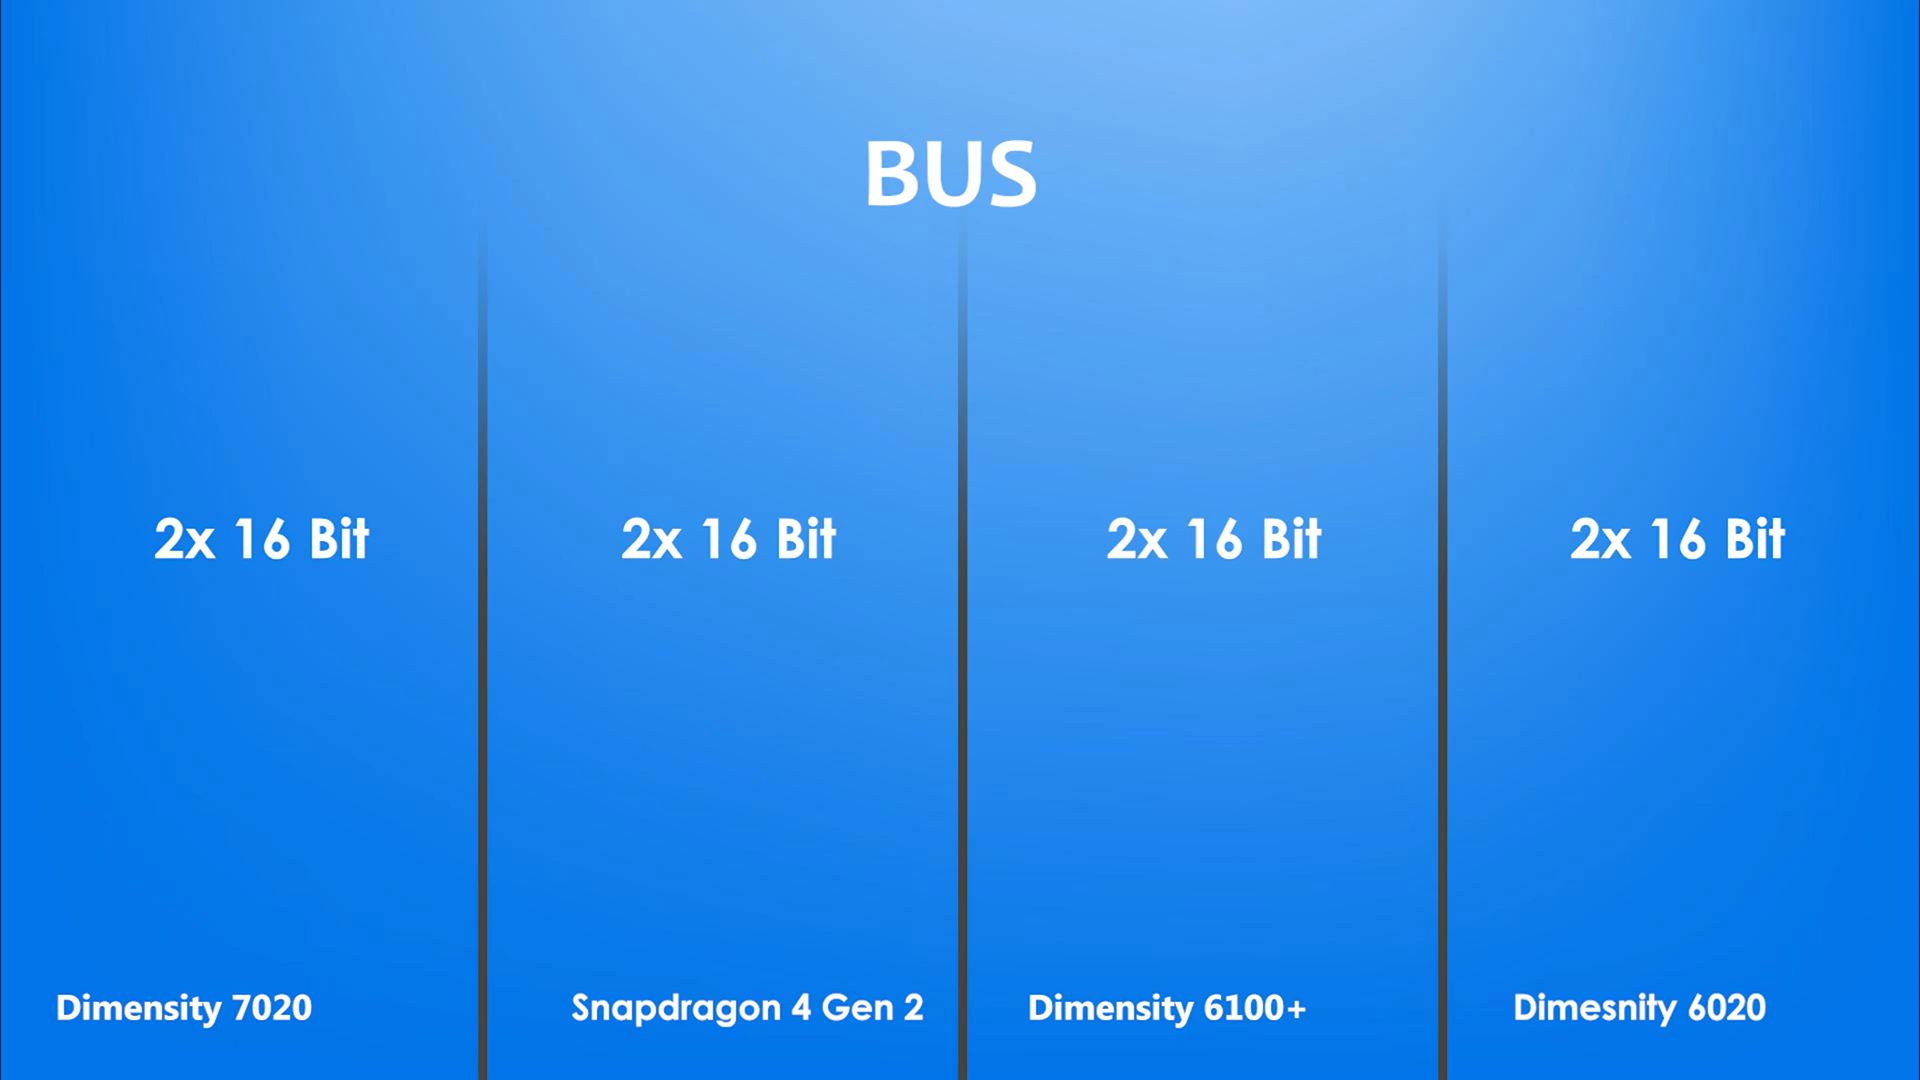 BUS
2x 16 Bit
2x 16 Bit
2x 16 Bit
2x 16 Bit
Dimensity 7020
Snapdragon 4 Gen 2
Dimensity 6100+
Dimesnity 6020